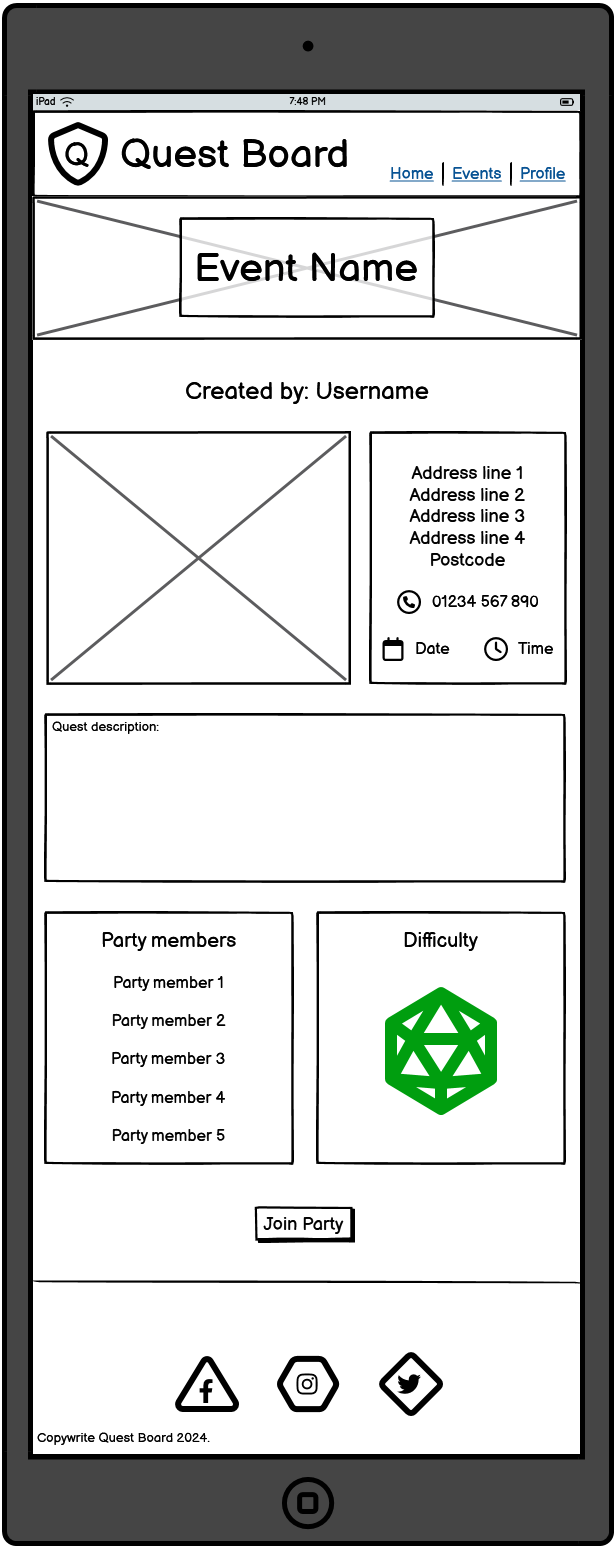 iPad
7:48 PM
Q
Quest Board
Home
Events
Profile
Event Name
Created by: Username
Address line 1
Address line 2
Address line 3
Address line 4
Postcode
01234 567 890
Date
Time
Quest description:
Party members
Party member 1
Party member 2
Party member 3
Party member 4
Party member 5
Difficulty
Join Party
Copywrite Quest Board 2024.